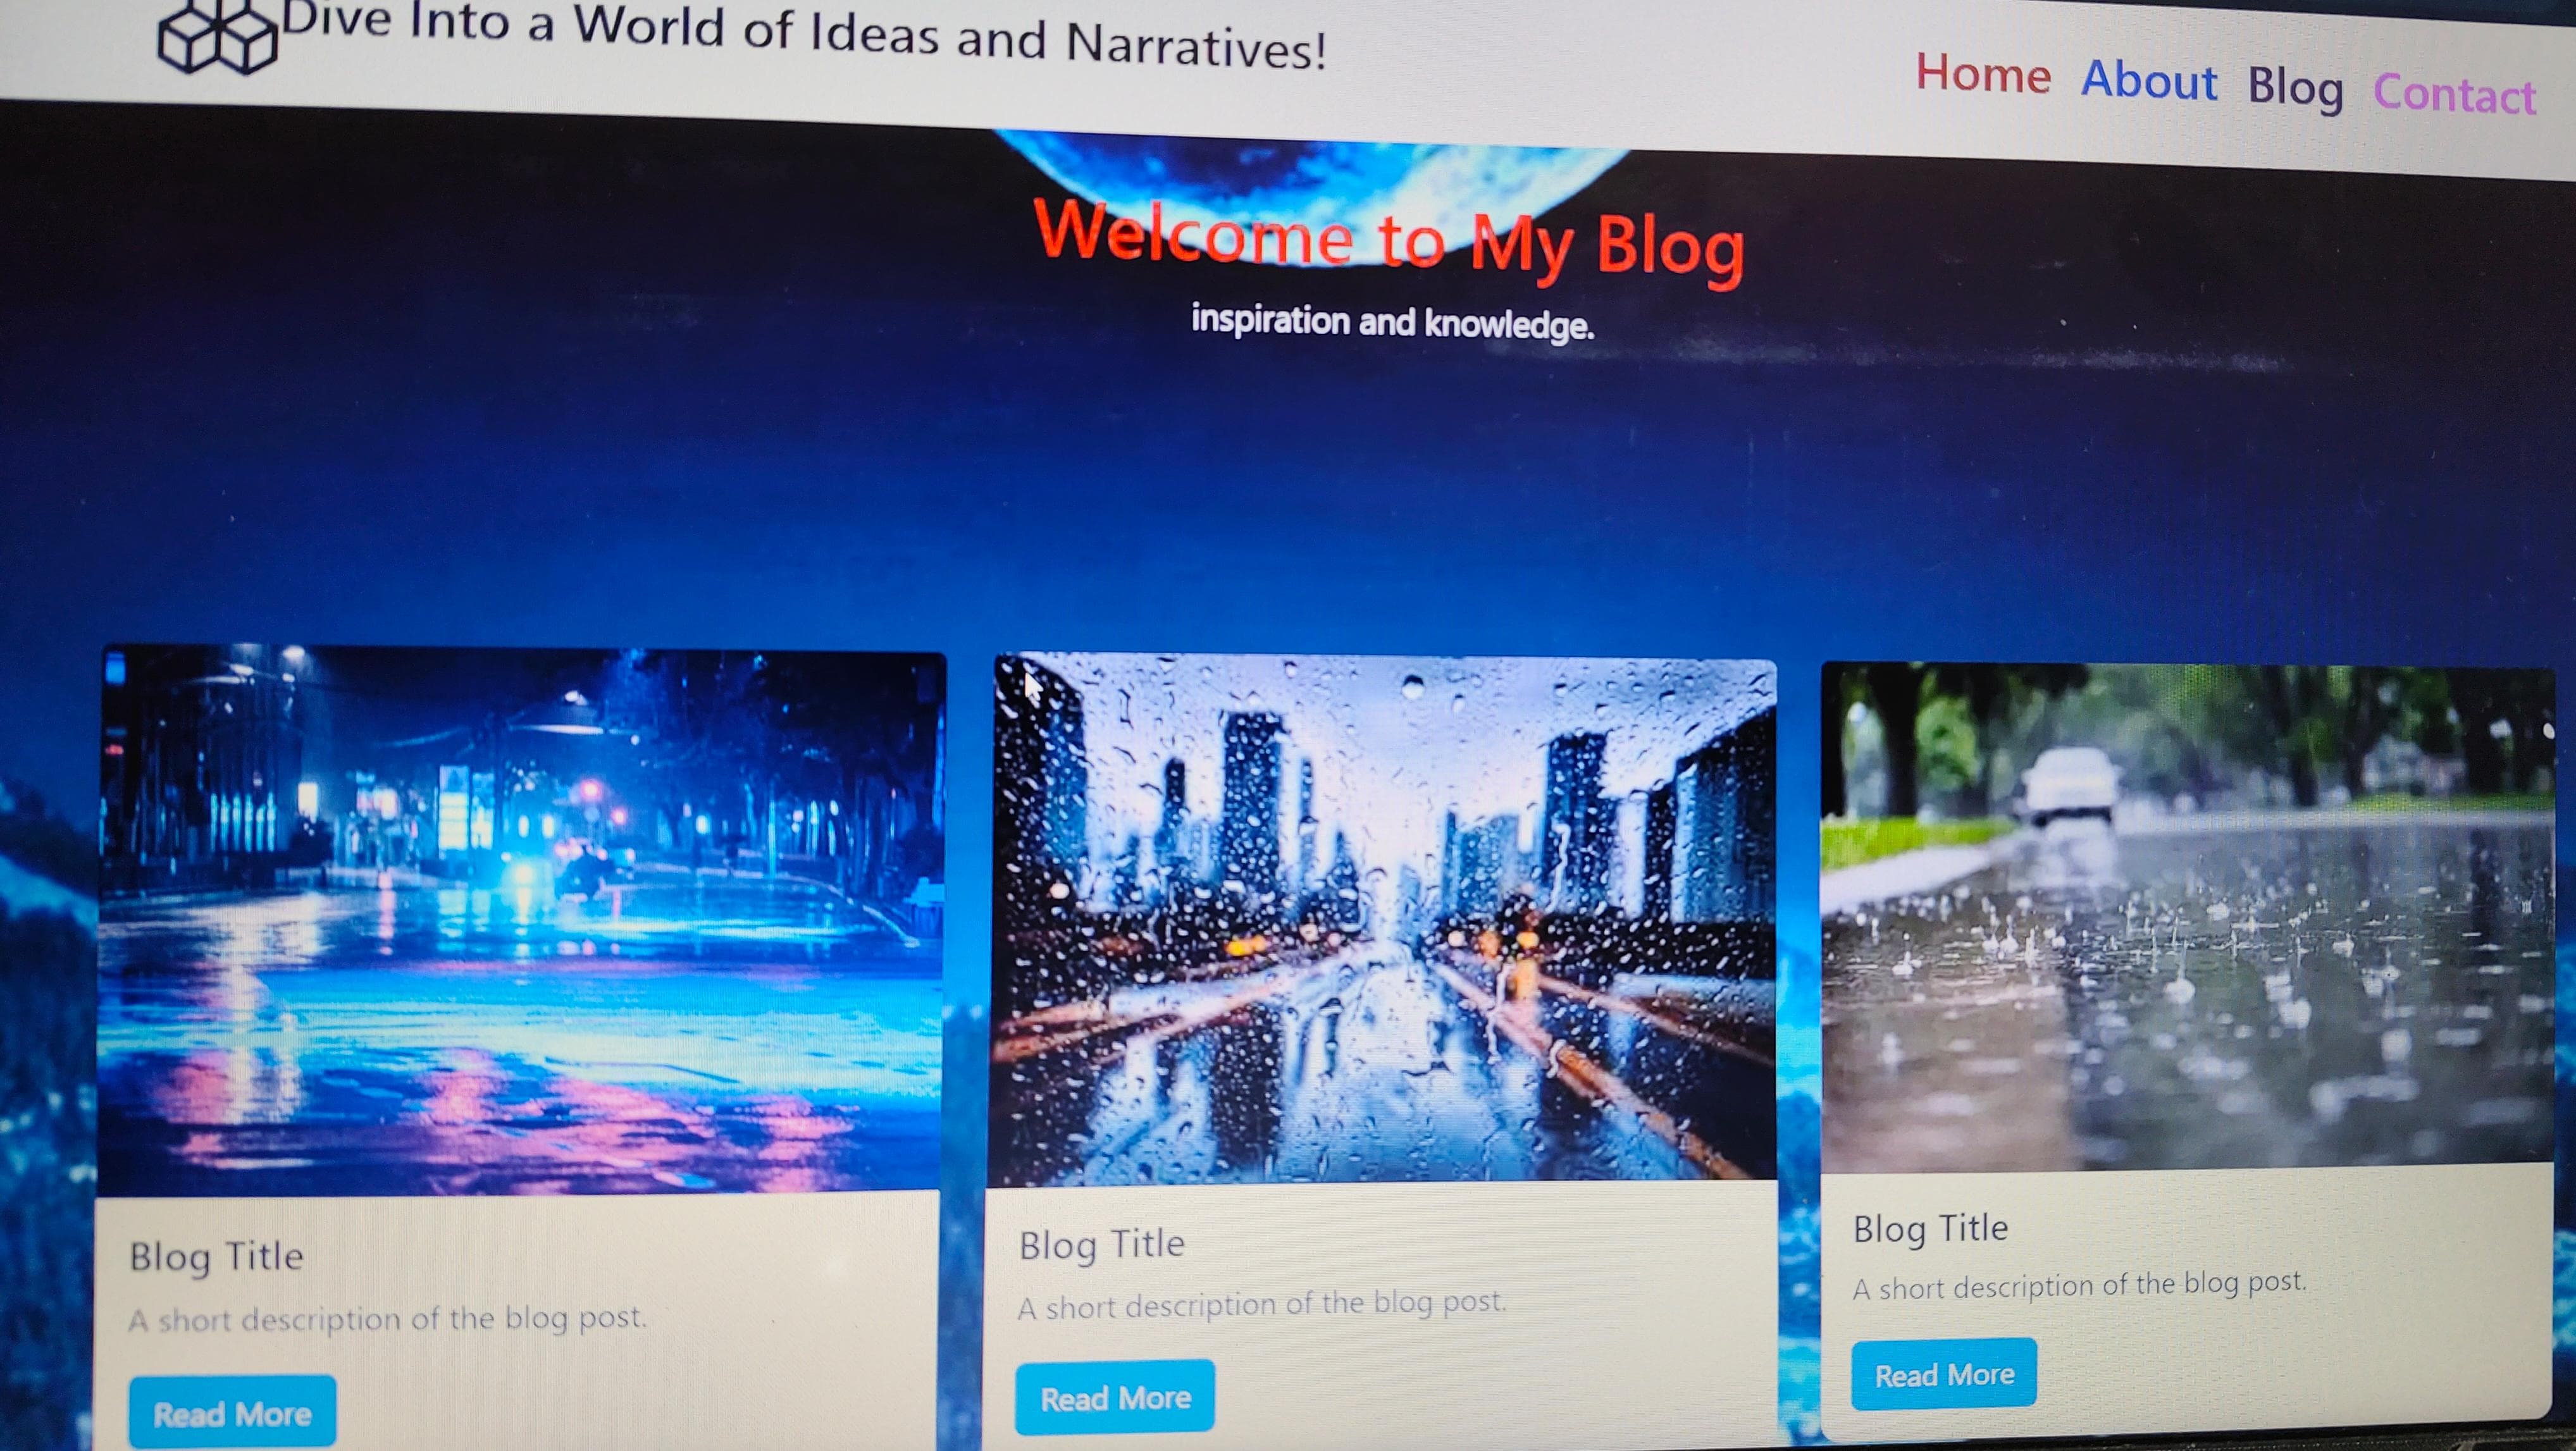 Dive Into a World of Ideas and Narratives!
Home About Blog Contact
Welcome to My Blog
inspiration and knowledge.
Blog Title
A short description of the blog post.
Read More
Blog Title
A short description of the blog post.
Read More
Blog Title
A short description of the blog post.
Read More